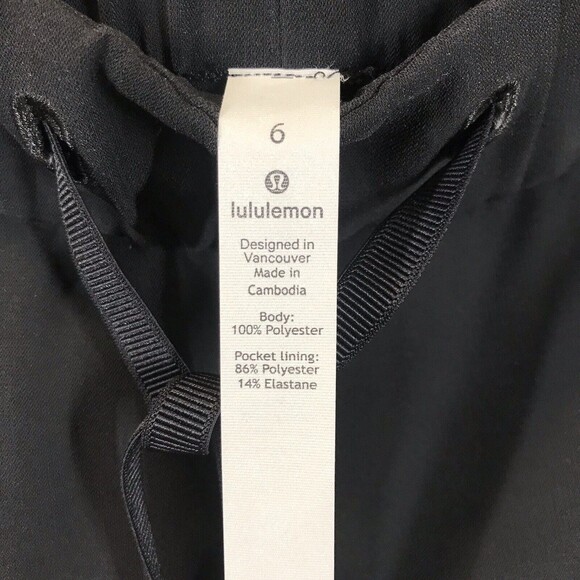 6
lululemon
Designed in
Vancouver
Made in
Cambodia
Body:
100% Polyester
Pocket lining:
86% Polyester
14% Elastane